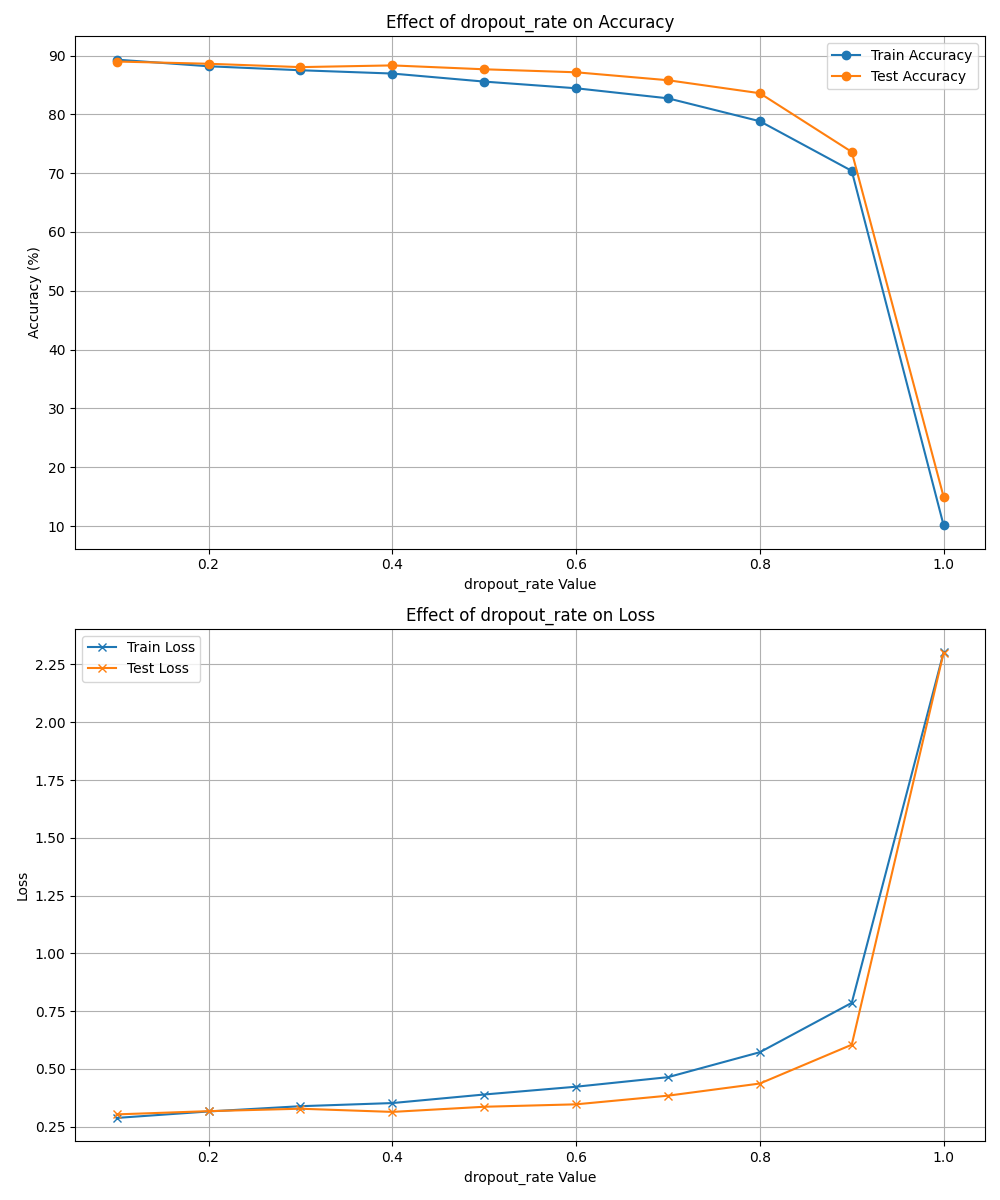 Effect of dropout_rate on Accuracy
Train Accuracy
Test Accuracy
90
80
70
60
50
40
30
20
10
Accuracy (%)
0.2
0.4
0.6
0.8
1.0
dropout_rate Value
Effect of dropout_rate on Loss
Train Loss
Test Loss
2.25
2.00
1.75
1.50
1.25
1.00
0.75
0.50
0.25
Loss
0.2
0.4
0.6
0.8
1.0
dropout_rate Value